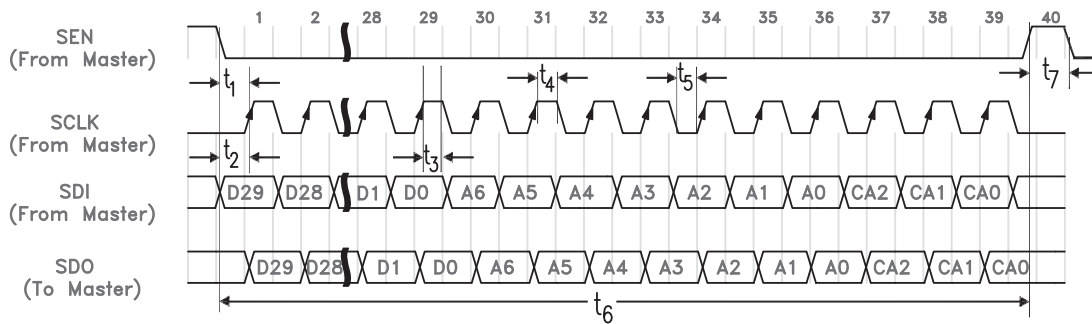 1 2 28 29 30 31 32 33 34 35 36 37 38 39 40
SEN
(From Master)
t1 t4 t5 t7
SCLK
(From Master)
t2 t3
SDI
(From Master)
D29 D28 D1 D0 A6 A5 A4 A3 A2 A1 A0 CA2 CA1 CA0
SDO
(To Master)
D29 D28 D1 D0 A6 A5 A4 A3 A2 A1 A0 CA2 CA1 CA0
t6